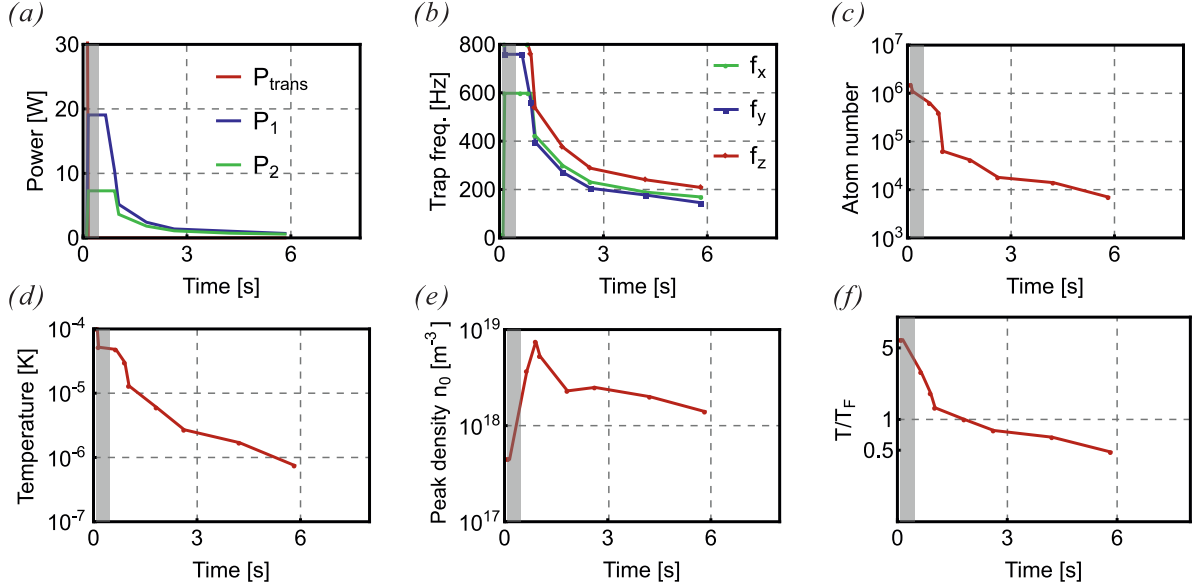 (a)
30
20
10
0
Power [W]
P_trans
P_1
P_2
0 3 6
Time [s]
(b)
800
600
400
200
0
Trap freq. [Hz]
f_x
f_y
f_z
0 3 6
Time [s]
(c)
10^7
10^6
10^5
10^4
10^3
Atom number
0 3 6
Time [s]
(d)
10^-4
10^-5
10^-6
10^-7
Temperature [K]
0 3 6
Time [s]
(e)
10^19
10^18
10^17
Peak density n_0 [m^-3]
0 3 6
Time [s]
(f)
5
1
0.5
T/T_F
0 3 6
Time [s]